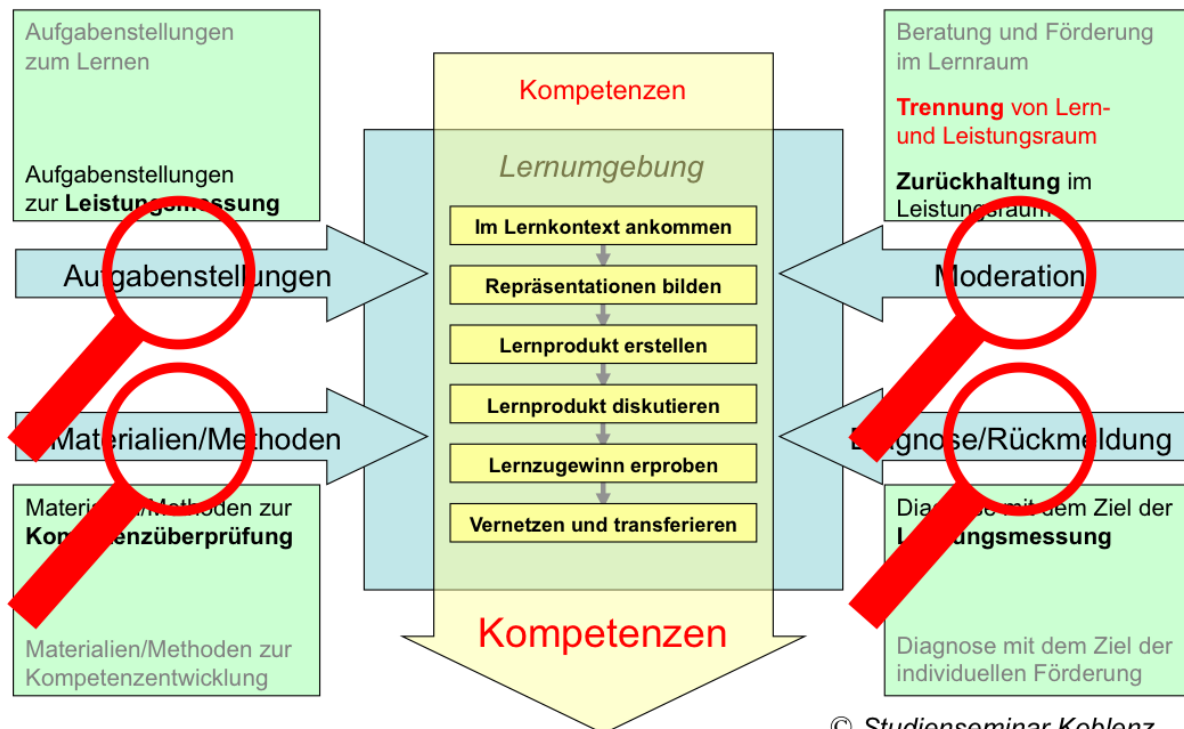 Aufgabenstellungen
zum Lernen
Aufgabenstellungen
zur Leistungsmessung
Aufgabenstellungen
Materialien/Methoden
Materialien/Methoden zur
Kompetenzüberprüfung
Materialien/Methoden zur
Kompetenzentwicklung
Kompetenzen
Lernumgebung
Im Lernkontext ankommen
Repräsentationen bilden
Lernprodukt erstellen
Lernprodukt diskutieren
Lernzugewinn erproben
Vernetzen und transferieren
Kompetenzen
Beratung und Förderung
im Lernraum
Trennung von Lern-
und Leistungsraum
Zurückhaltung im
Leistungsraum
Moderation
Diagnose/Rückmeldung
Diagnose mit dem Ziel der
Leistungsmessung
Diagnose mit dem Ziel der
individuellen Förderung
© Studienseminar Koblenz